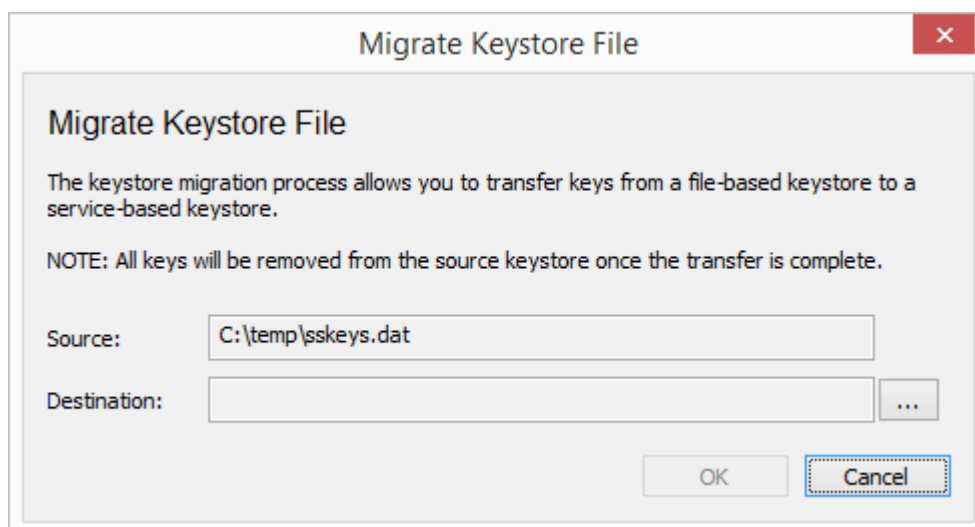 Migrate Keystore File
Migrate Keystore File
The keystore migration process allows you to transfer keys from a file-based keystore to a
service-based keystore.
NOTE: All keys will be removed from the source keystore once the transfer is complete.
Source: C:\temp\sskeys.dat
Destination: ...
OK Cancel